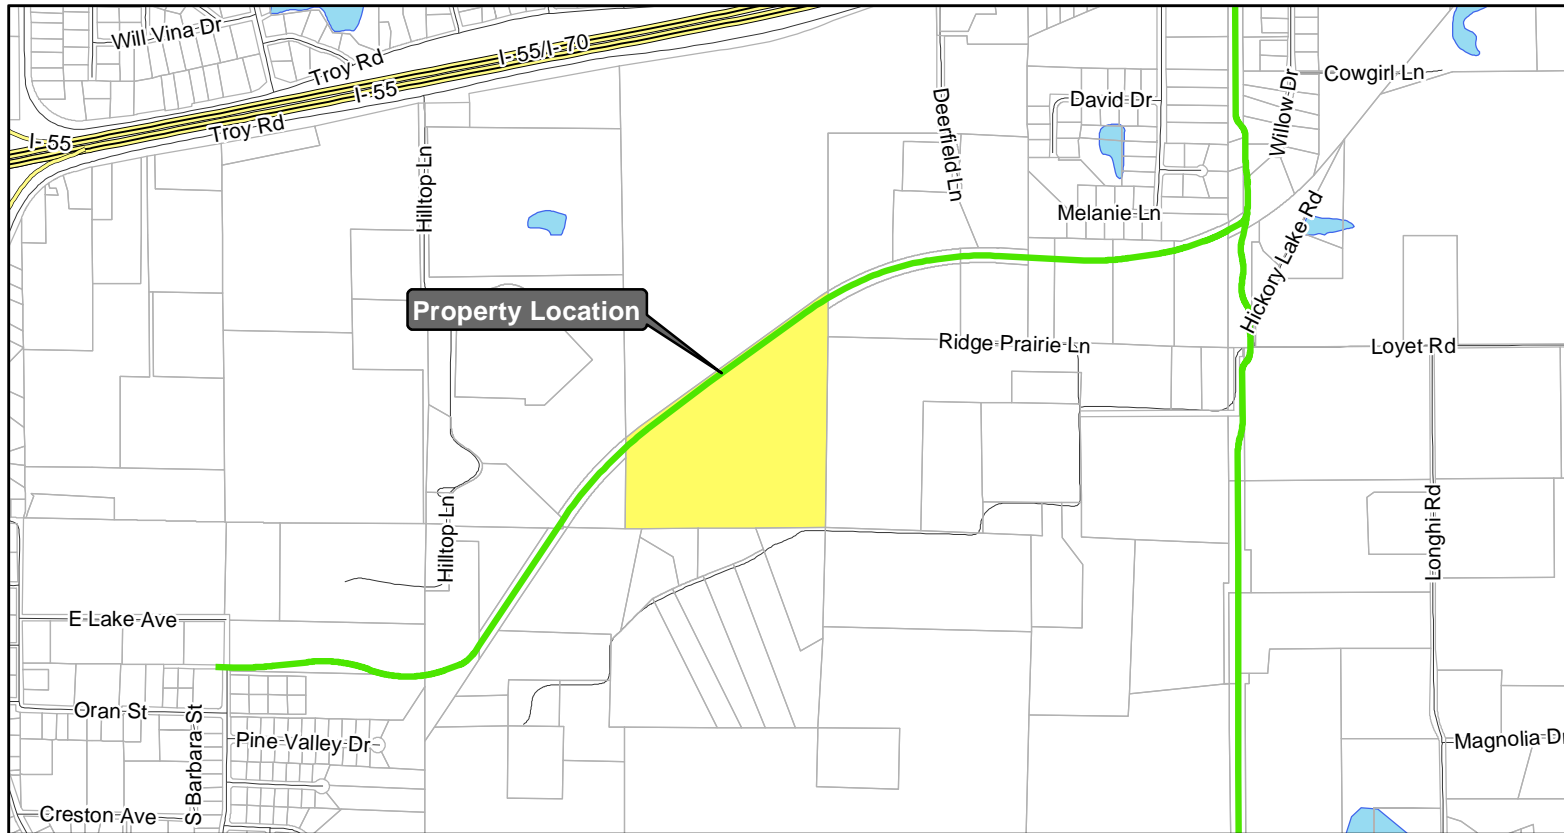 Will Vina Dr
Troy Rd
I-55/I-70
I-55
I-55
Troy Rd
Hilltop Ln
Deerfield Ln
David Dr
Willow Dr
Cowgirl Ln
Melanie Ln
Hickory Lake Rd
Property Location
Ridge Prairie Ln
Loyet Rd
Hilltop Ln
Longhi Rd
E Lake Ave
Oran St
S Barbara St
Pine Valley Dr
Magnolia Dr
Creston Ave